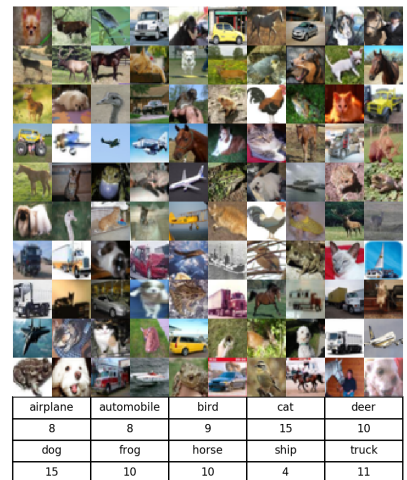 airplane automobile bird cat deer
8 8 9 15 10
dog frog horse ship truck
15 10 10 4 11